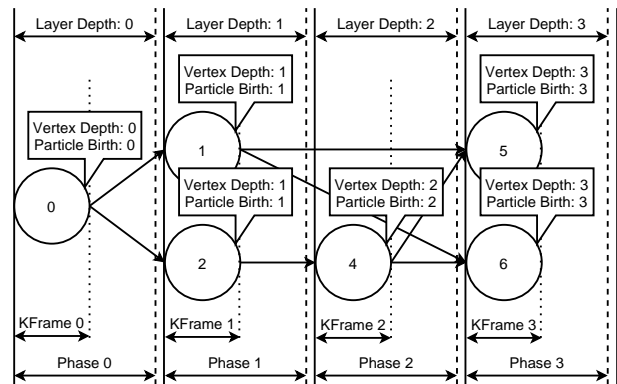 Layer Depth: 0 Layer Depth: 1 Layer Depth: 2 Layer Depth: 3
Vertex Depth: 1
Particle Birth: 1
Vertex Depth: 3
Particle Birth: 3
Vertex Depth: 0
Particle Birth: 0
1
5
Vertex Depth: 1
Particle Birth: 1
Vertex Depth: 2
Particle Birth: 2
Vertex Depth: 3
Particle Birth: 3
0
2
4
6
KFrame 0 KFrame 1 KFrame 2 KFrame 3
Phase 0 Phase 1 Phase 2 Phase 3